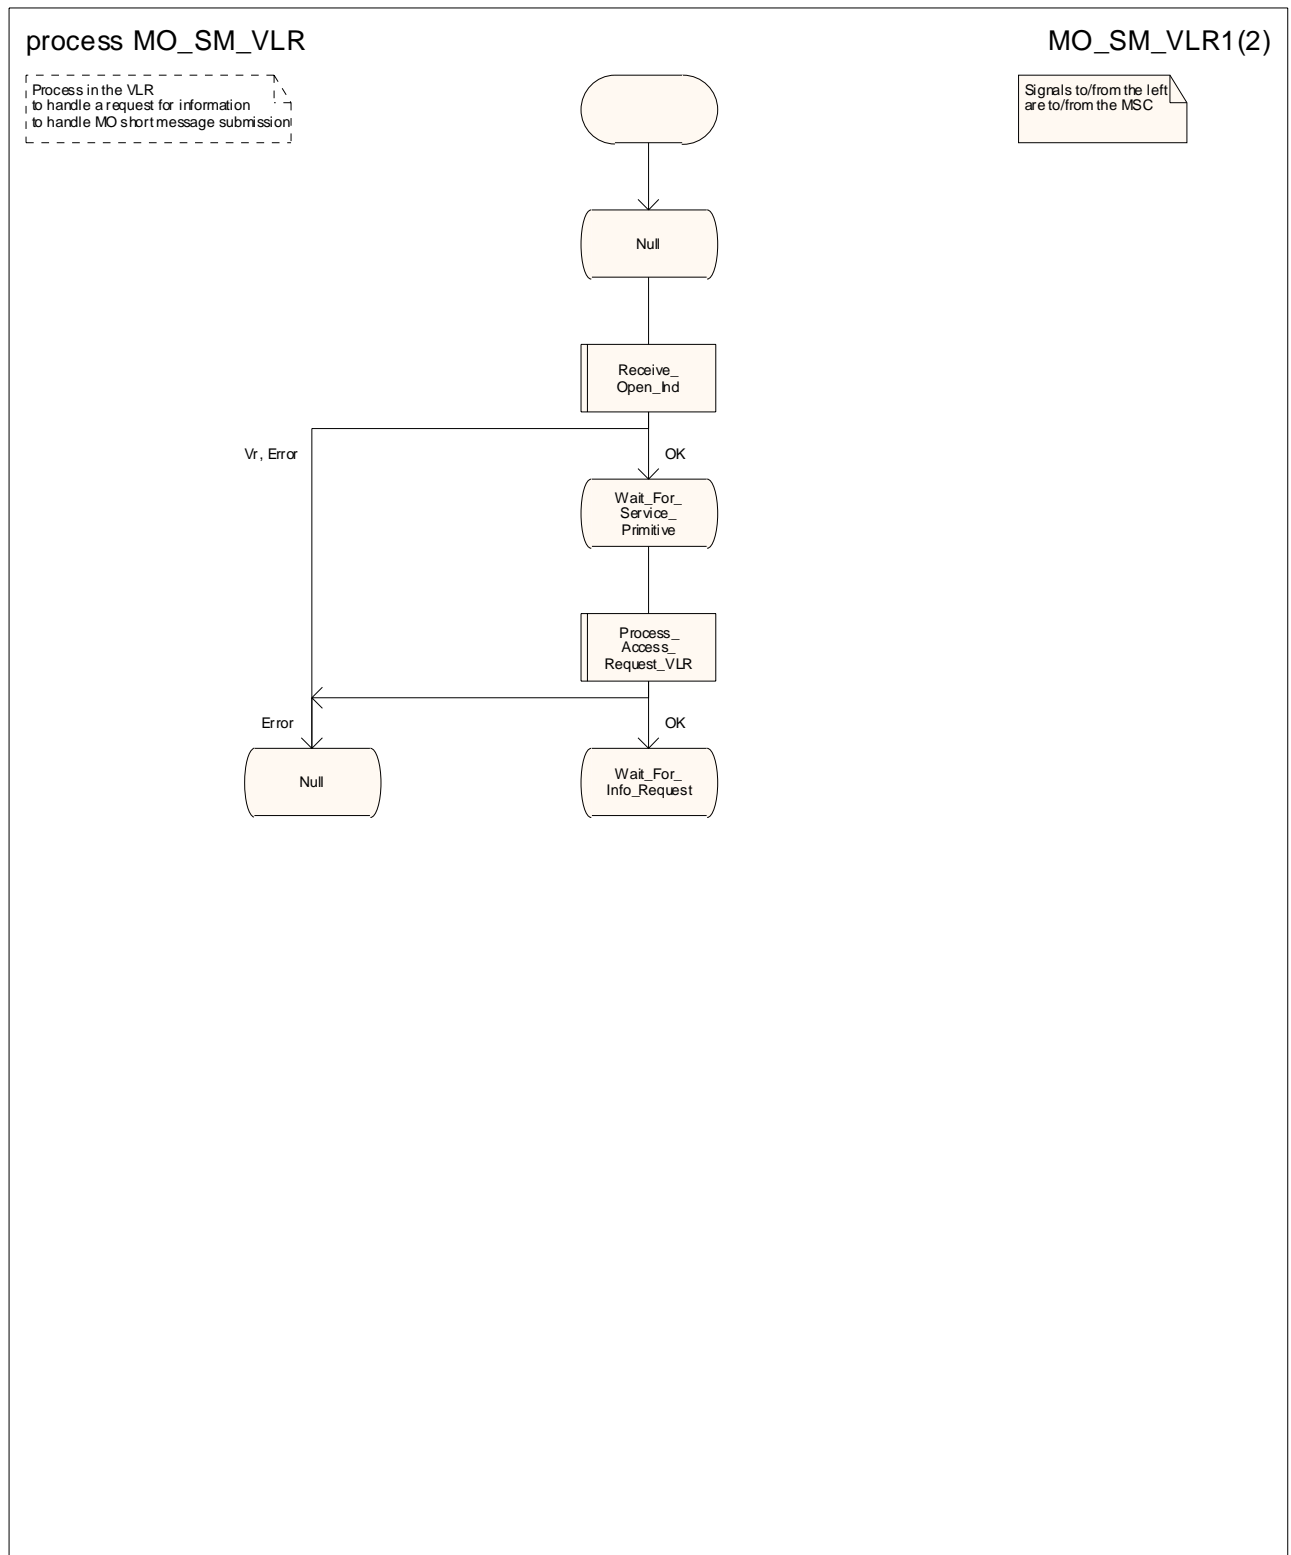 process MO_SM_VLR
MO_SM_VLR1(2)
Process in the VLR
to handle a request for information
to handle MO short message submission
Signals to/from the left
are to/from the MSC
Null
Receive_
Open_Ind
Vr, Error
OK
Wait_For_
Service_
Primitive
Process_
Access_
Request_VLR
Error
OK
Null
Wait_For_
Info_Request